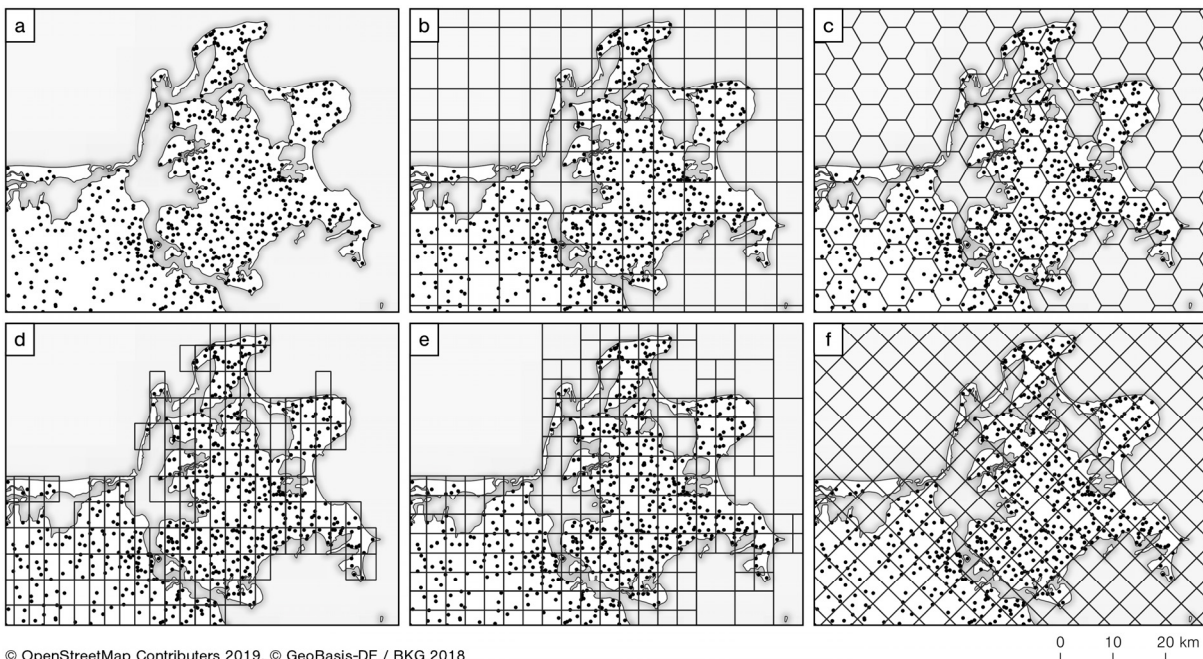 a
b
c
d
e
f
© OpenStreetMap Contributers 2019, © GeoBasis-DE / BKG 2018
0 10 20 km